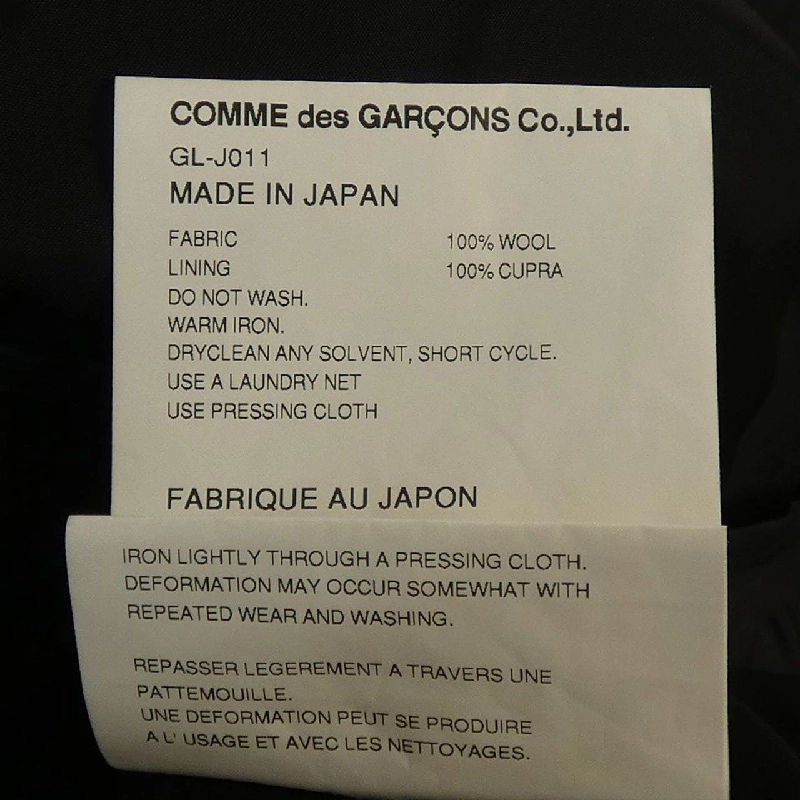 COMME des GARÇONS Co.,Ltd.
GL-J011
MADE IN JAPAN
FABRIC 100% WOOL
LINING 100% CUPRA
DO NOT WASH.
WARM IRON.
DRYCLEAN ANY SOLVENT, SHORT CYCLE.
USE A LAUNDRY NET
USE PRESSING CLOTH
FABRIQUE AU JAPON
IRON LIGHTLY THROUGH A PRESSING CLOTH.
DEFORMATION MAY OCCUR SOMEWHAT WITH
REPEATED WEAR AND WASHING.
REPASSER LEGEREMENT A TRAVERS UNE
PATTEMOUILLE.
UNE DEFORMATION PEUT SE PRODUIRE
A L' USAGE ET AVEC LES NETTOYAGES.